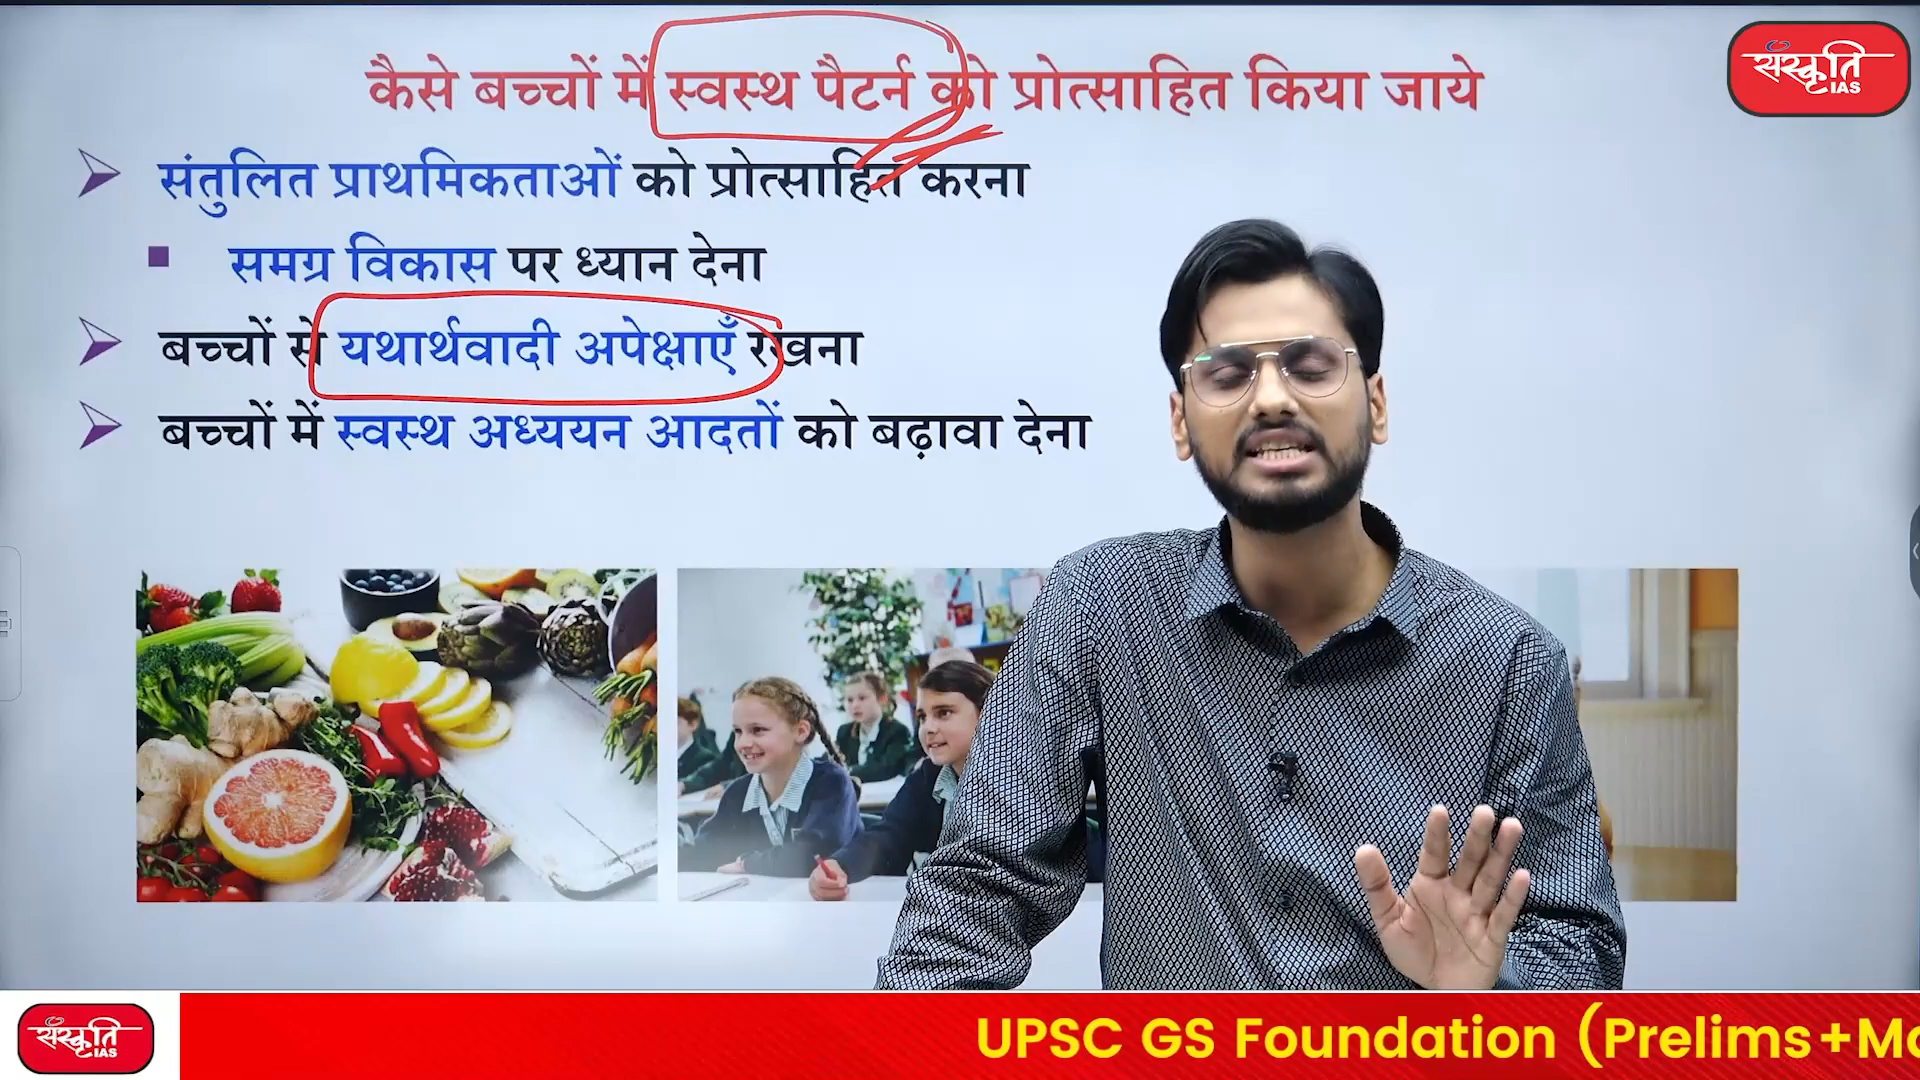 कैसे बच्चों में स्वस्थ पैटर्न को प्रोत्साहित किया जाये
संस्कृति
IAS
संतुलित प्राथमिकताओं को प्रोत्साहित करना
समग्र विकास पर ध्यान देना
बच्चों से यथार्थवादी अपेक्षाएँ रखना
बच्चों में स्वस्थ अध्ययन आदतों को बढ़ावा देना
संस्कृति
IAS
UPSC GS Foundation (Prelims+Ma